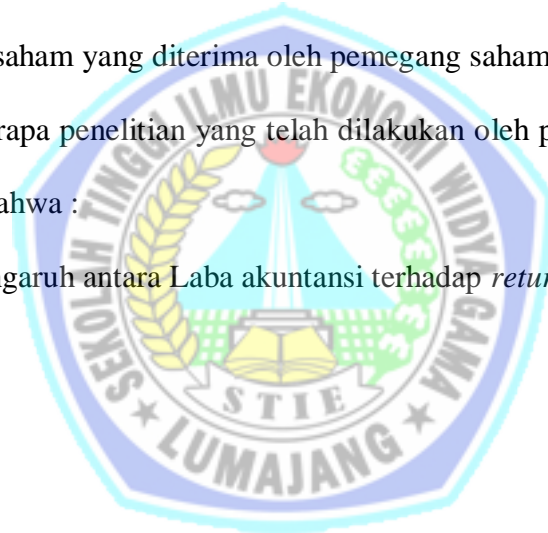 saham yang diterima oleh pemegang saham
rapa penelitian yang telah dilakukan oleh p
ahwa :
ngaruh antara Laba akuntansi terhadap retur
SEKOLAH TINGGI ILMU EKONOMI WIDYA GAMA
STIE
LUMAJANG